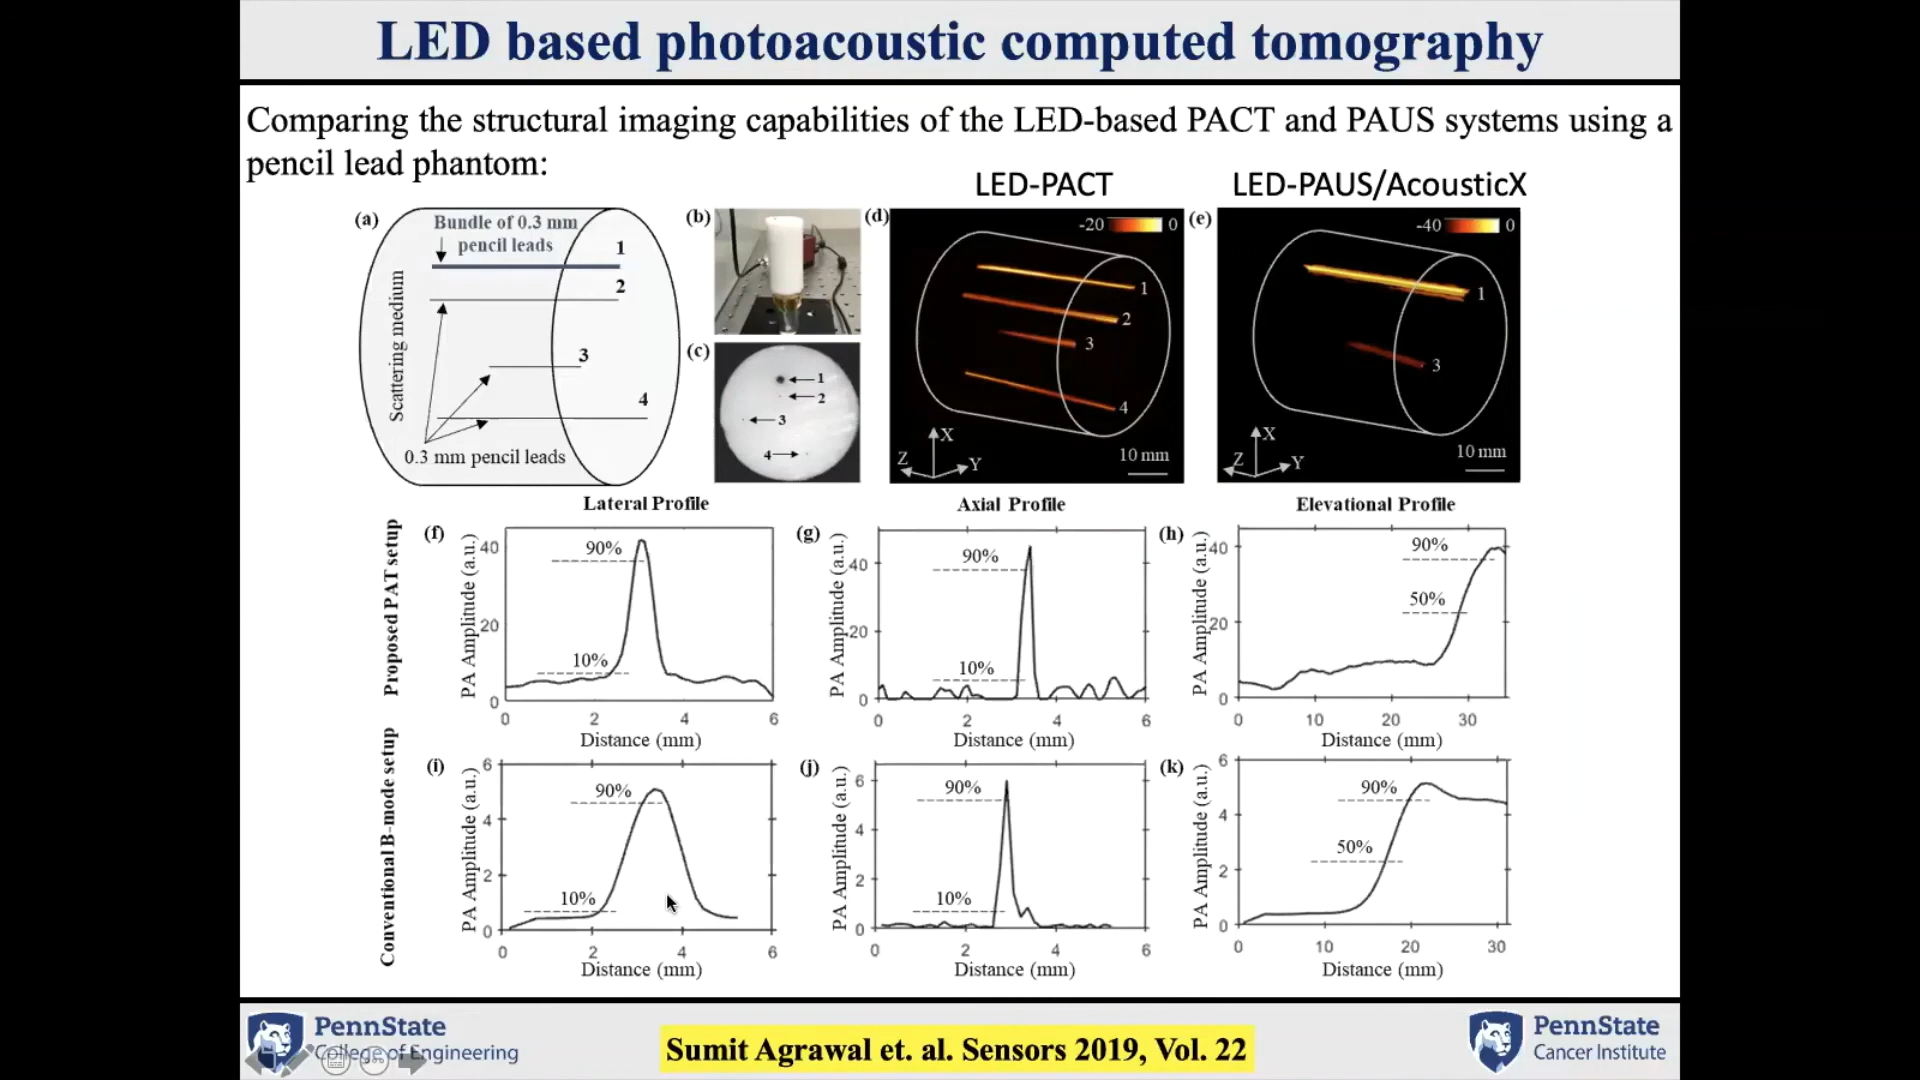 LED based photoacoustic computed tomography
Comparing the structural imaging capabilities of the LED-based PACT and PAUS systems using a
pencil lead phantom:
LED-PACT
LED-PAUS/AcousticX
(a)
Bundle of 0.3 mm
pencil leads
1
2
3
4
Scattering medium
0.3 mm pencil leads
(b)
(c)
1
2
3
4
(d)
-20 0
1
2
3
4
X
Z
Y
10 mm
(e)
-40 0
1
3
X
Z
Y
10 mm
Lateral Profile
Axial Profile
Elevational Profile
Proposed PAT setup
(f)
PA Amplitude (a.u.)
40
20
0
90%
10%
0 2 4 6
Distance (mm)
(g)
PA Amplitude (a.u.)
40
20
0
90%
10%
0 2 4 6
Distance (mm)
(h)
PA Amplitude (a.u.)
40
20
0
90%
50%
0 10 20 30
Distance (mm)
Conventional B-mode setup
(i)
PA Amplitude (a.u.)
6
4
2
0
90%
10%
0 2 4 6
Distance (mm)
(j)
PA Amplitude (a.u.)
6
4
2
0
90%
10%
0 2 4 6
Distance (mm)
(k)
PA Amplitude (a.u.)
6
4
2
0
90%
50%
0 10 20 30
Distance (mm)
PennState
College of Engineering
Sumit Agrawal et. al. Sensors 2019, Vol. 22
PennState
Cancer Institute